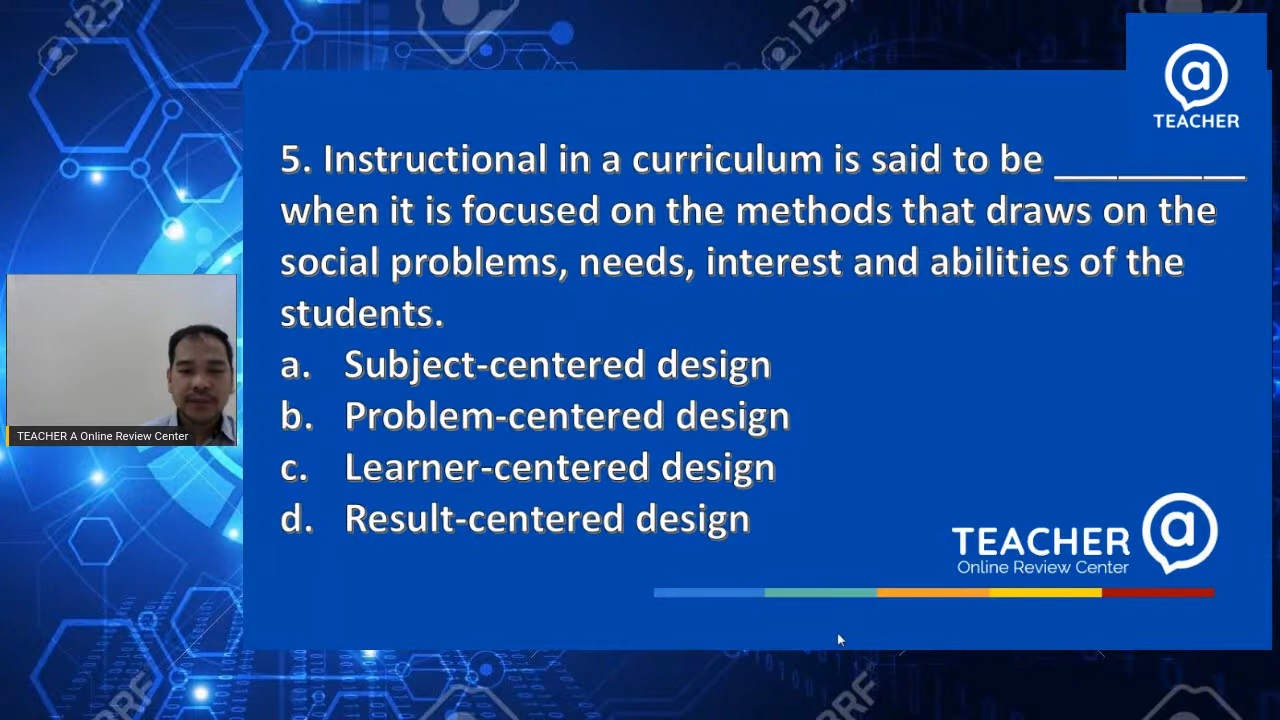 TEACHER
5. Instructional in a curriculum is said to be _________
when it is focused on the methods that draws on the
social problems, needs, interest and abilities of the
students.
a. Subject-centered design
b. Problem-centered design
c. Learner-centered design
d. Result-centered design
TEACHER A Online Review Center
TEACHER a
Online Review Center